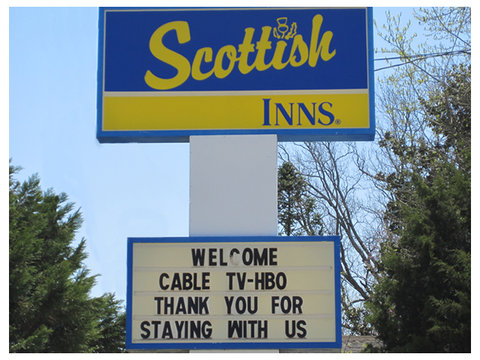 Scottish
INNS®
WELCOME
CABLE TV-HBO
THANK YOU FOR
STAYING WITH US